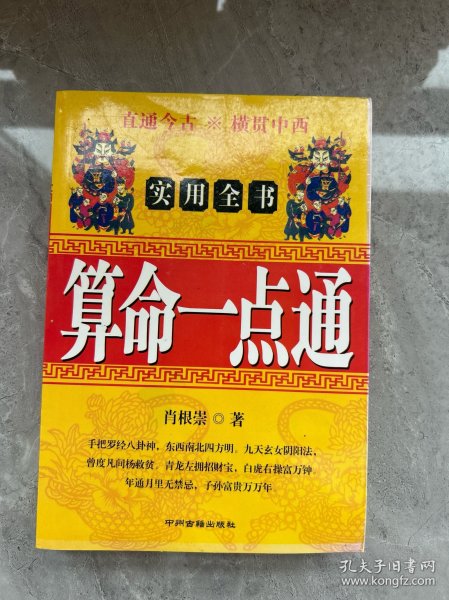 直通今古 ※ 横贯中西
实用全书
算命一点通
肖根崇 ◎ 著
手把罗经八卦神，东西南北四方明。九天玄女阴阳法，
曾度凡间杨救贫。青龙左拥招财宝，白虎右操富万钟。
年通月里无禁忌，子孙富贵万万年。
中州古籍出版社
孔夫子旧书网
www.kongfz.com